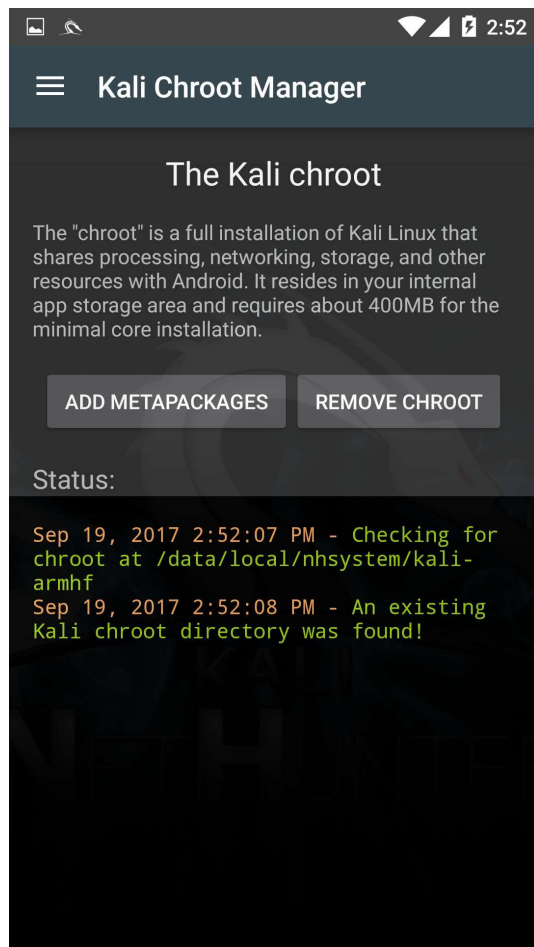 2:52
Kali Chroot Manager
The Kali chroot
The "chroot" is a full installation of Kali Linux that
shares processing, networking, storage, and other
resources with Android. It resides in your internal
app storage area and requires about 400MB for the
minimal core installation.
ADD METAPACKAGES REMOVE CHROOT
Status:
Sep 19, 2017 2:52:07 PM - Checking for
chroot at /data/local/nhsystem/kali-
armhf
Sep 19, 2017 2:52:08 PM - An existing
Kali chroot directory was found!
KALI
NETHUNTER